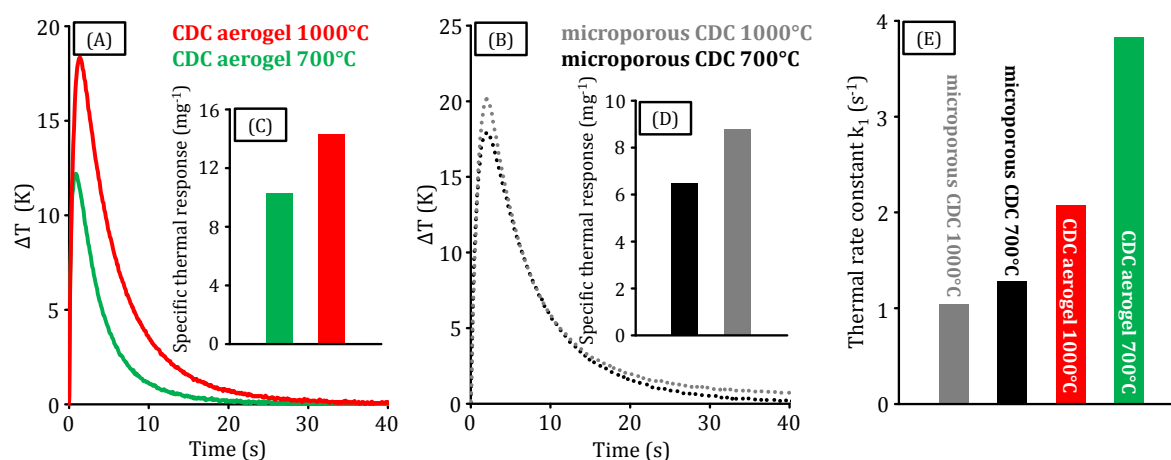 (A)
CDC aerogel 1000°C
CDC aerogel 700°C
20
15
10
5
0
ΔT (K)
0 10 20 30 40
Time (s)
(C)
Specific thermal response (mg⁻¹)
16
12
8
4
0
(B)
microporous CDC 1000°C
microporous CDC 700°C
25
20
15
10
5
0
ΔT (K)
0 10 20 30 40
Time (s)
(D)
Specific thermal response (mg⁻¹)
10
8
6
4
2
0
(E)
Thermal rate constant k₁ (s⁻¹)
4
3
2
1
0
microporous CDC 1000°C
microporous CDC 700°C
CDC aerogel 1000°C
CDC aerogel 700°C